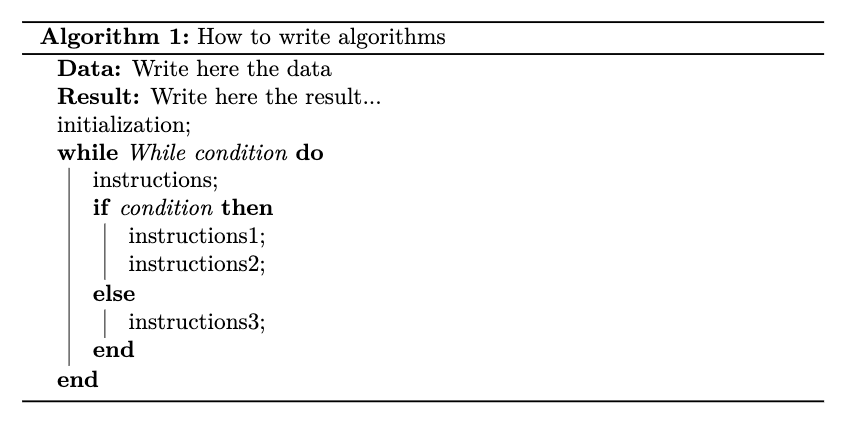 Algorithm 1: How to write algorithms
Data: Write here the data
Result: Write here the result...
initialization;
while While condition do
instructions;
if condition then
instructions1;
instructions2;
else
instructions3;
end
end